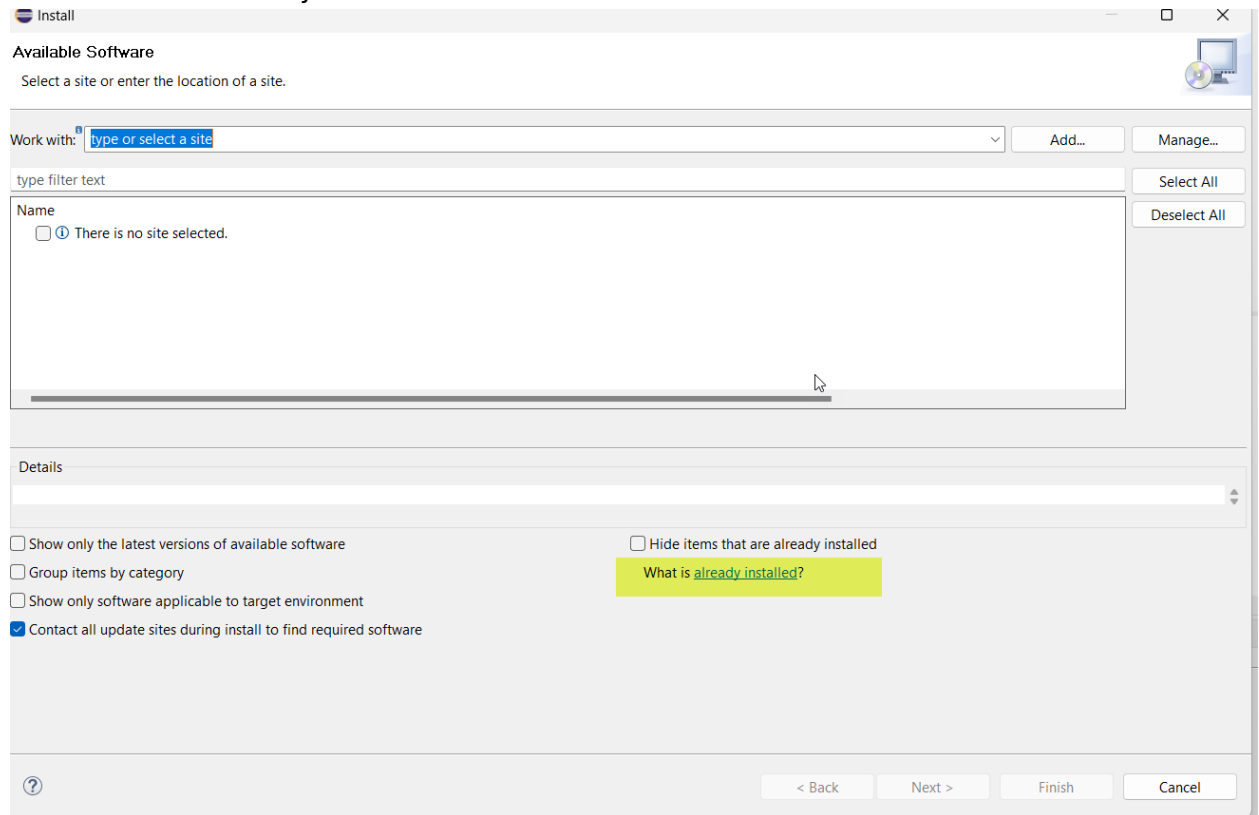 Install
Available Software
Select a site or enter the location of a site.
Work with: type or select a site Add... Manage...
type filter text Select All
Name Deselect All
There is no site selected.
Details
Show only the latest versions of available software Hide items that are already installed
Group items by category What is already installed?
Show only software applicable to target environment
Contact all update sites during install to find required software
? < Back Next > Finish Cancel